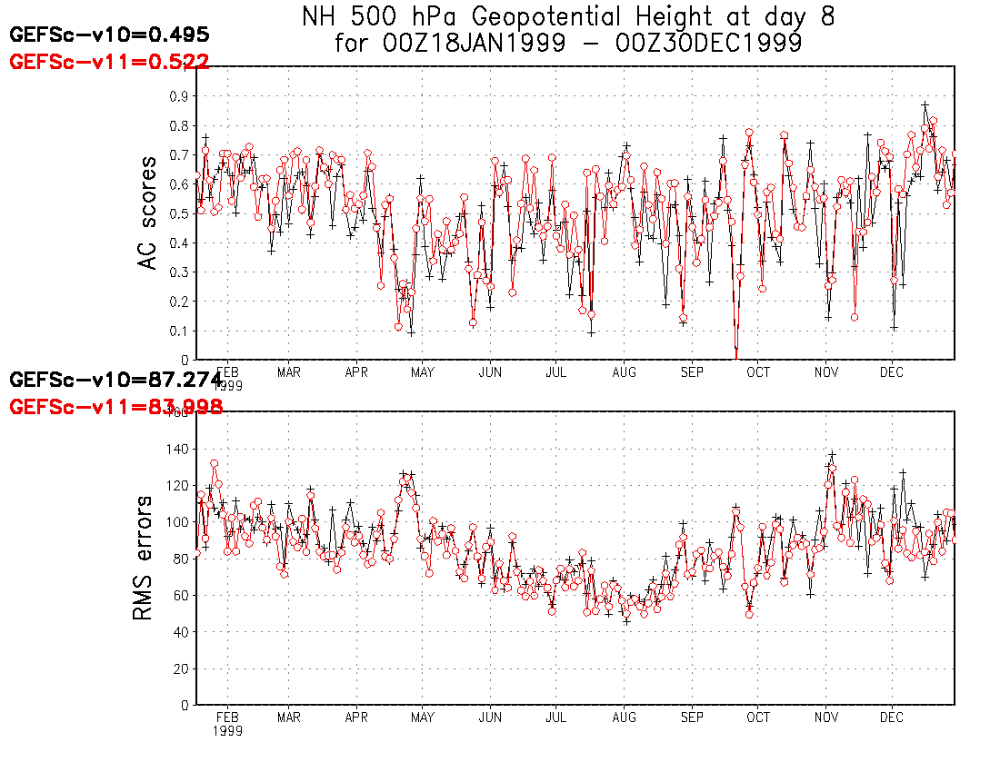 NH 500 hPa Geopotential Height at day 8
for 00Z18JAN1999 − 00Z30DEC1999
GEFSc−v10=0.495
GEFSc−v11=0.522
AC scores
0.9
0.8
0.7
0.6
0.5
0.4
0.3
0.2
0.1
0
FEB MAR APR MAY JUN JUL AUG SEP OCT NOV DEC
1999
GEFSc−v10=87.274
GEFSc−v11=83.998
RMS errors
160
140
120
100
80
60
40
20
0
FEB MAR APR MAY JUN JUL AUG SEP OCT NOV DEC
1999